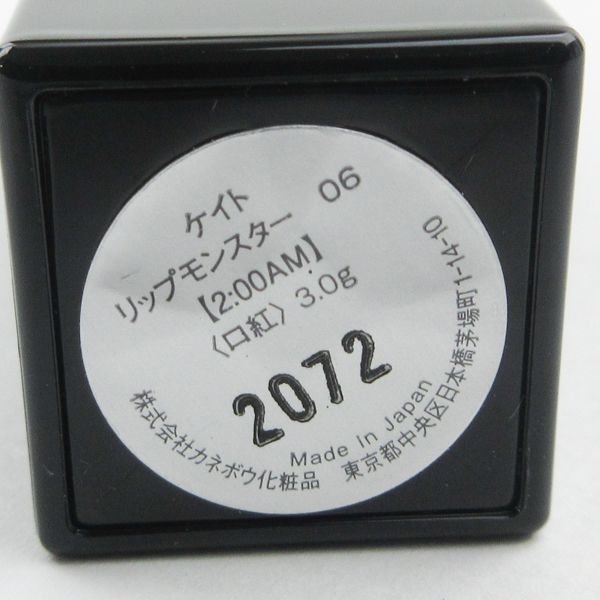 ケイト
リップモンスター 06
【2:00AM】
〈口紅〉 3.0g
2072
Made in Japan
株式会社カネボウ化粧品 東京都中央区日本橋茅場町1-14-10